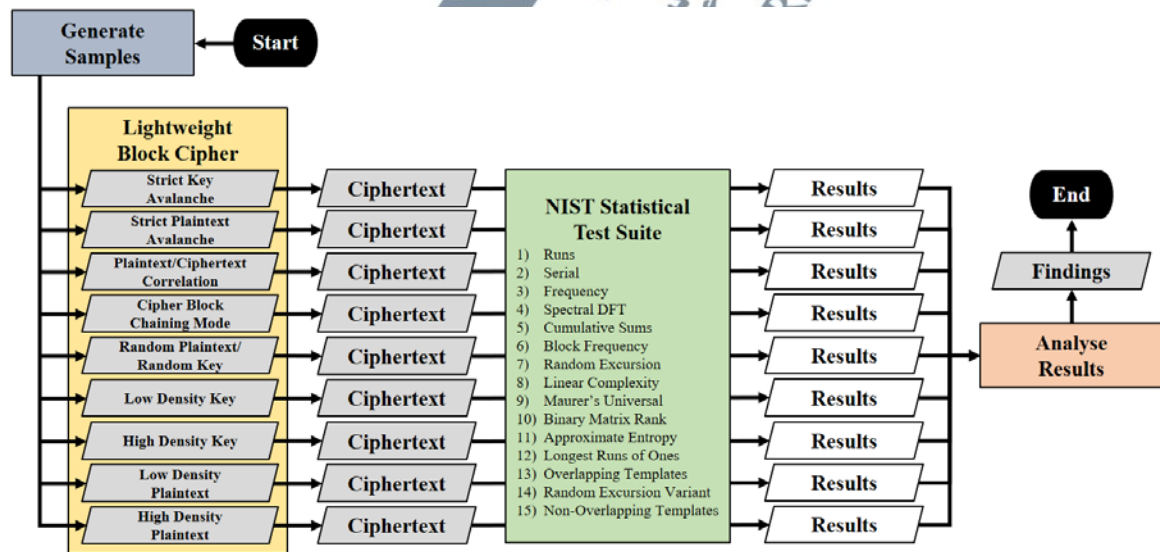 Generate
Samples
Start
Lightweight
Block Cipher
Strict Key
Avalanche
Ciphertext
Results
Strict Plaintext
Avalanche
Ciphertext
Results
Plaintext/Ciphertext
Correlation
Ciphertext
Results
Cipher Block
Chaining Mode
Ciphertext
Results
Random Plaintext/
Random Key
Ciphertext
Results
Low Density Key
Ciphertext
Results
High Density Key
Ciphertext
Results
Low Density
Plaintext
Ciphertext
Results
High Density
Plaintext
Ciphertext
Results
NIST Statistical
Test Suite
1) Runs
2) Serial
3) Frequency
4) Spectral DFT
5) Cumulative Sums
6) Block Frequency
7) Random Excursion
8) Linear Complexity
9) Maurer's Universal
10) Binary Matrix Rank
11) Approximate Entropy
12) Longest Runs of Ones
13) Overlapping Templates
14) Random Excursion Variant
15) Non-Overlapping Templates
End
Findings
Analyse
Results